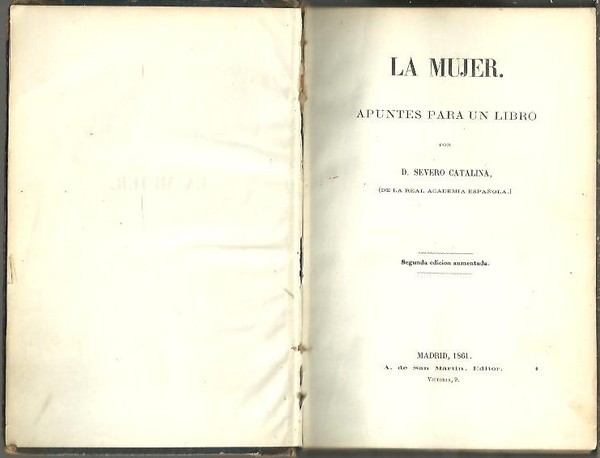 LA MUJER.
APUNTES PARA UN LIBRO
POR
D. SEVERO CATALINA,
(DE LA REAL ACADEMIA ESPAÑOLA.)
Segunda edicion aumentada.
MADRID, 1861.
A. de San Martin, Editor.
Victoria, 9.